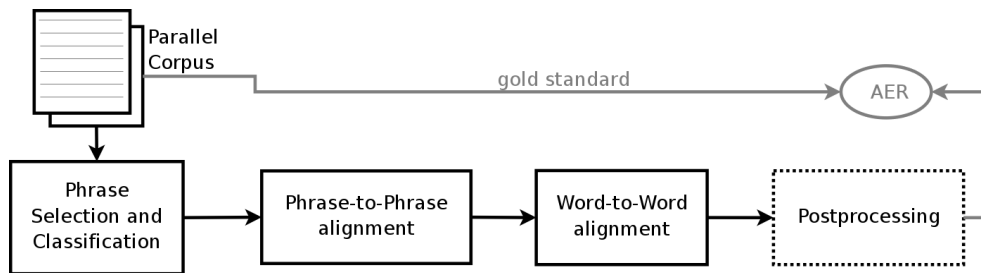 Parallel
Corpus
gold standard
AER
Phrase
Selection and
Classification
Phrase-to-Phrase
alignment
Word-to-Word
alignment
Postprocessing